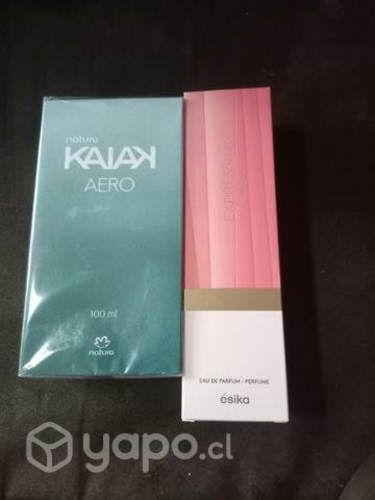 natura
KAIAK
AERO
100 ml
natura
EAU DE PARFUM / PERFUME
ésika
yapo.cl